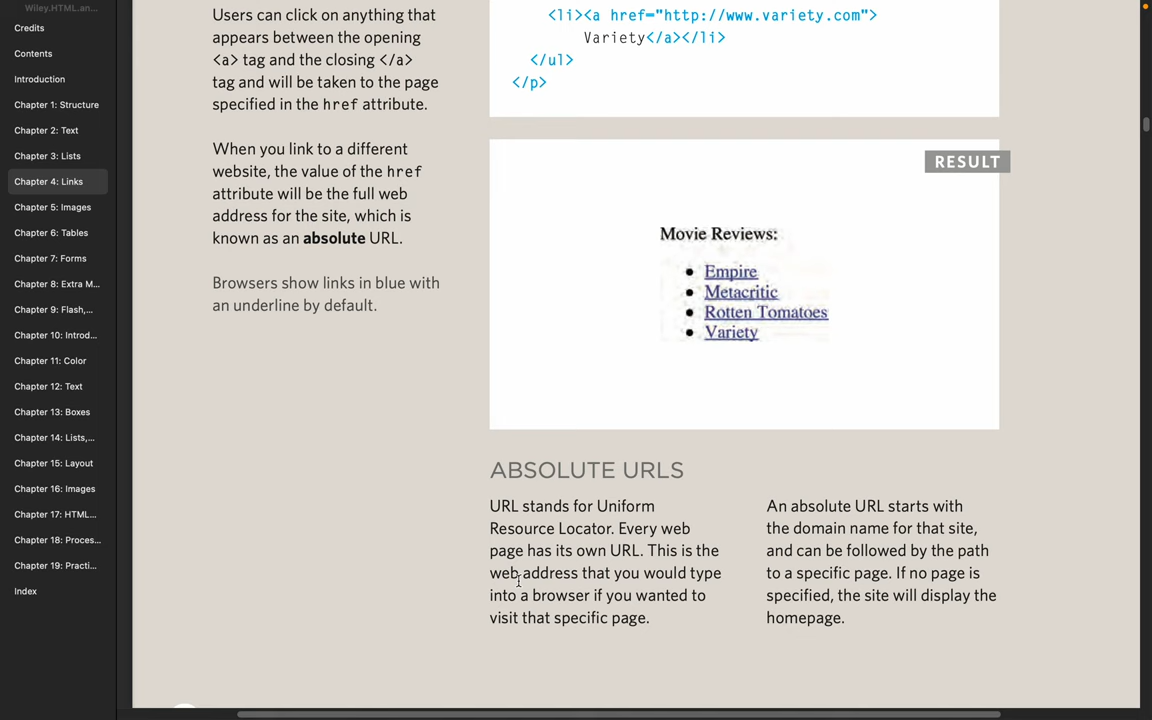 Wiley.HTML.an...
Credits
Contents
Introduction
Chapter 1: Structure
Chapter 2: Text
Chapter 3: Lists
Chapter 4: Links
Chapter 5: Images
Chapter 6: Tables
Chapter 7: Forms
Chapter 8: Extra M...
Chapter 9: Flash,...
Chapter 10: Introd...
Chapter 11: Color
Chapter 12: Text
Chapter 13: Boxes
Chapter 14: Lists,...
Chapter 15: Layout
Chapter 16: Images
Chapter 17: HTML...
Chapter 18: Proces...
Chapter 19: Practi...
Index
Users can click on anything that
appears between the opening
<a> tag and the closing </a>
tag and will be taken to the page
specified in the href attribute.
When you link to a different
website, the value of the href
attribute will be the full web
address for the site, which is
known as an absolute URL.
Browsers show links in blue with
an underline by default.
<li><a href="http://www.variety.com">
Variety</a></li>
</ul>
</p>
RESULT
Movie Reviews:
• Empire
• Metacritic
• Rotten Tomatoes
• Variety
ABSOLUTE URLS
URL stands for Uniform
Resource Locator. Every web
page has its own URL. This is the
web address that you would type
into a browser if you wanted to
visit that specific page.
An absolute URL starts with
the domain name for that site,
and can be followed by the path
to a specific page. If no page is
specified, the site will display the
homepage.